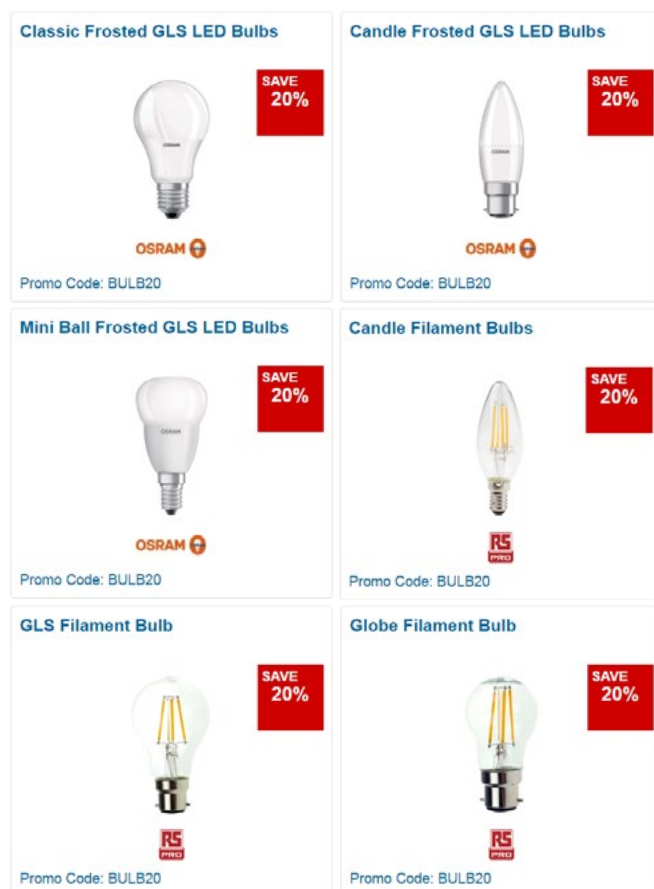 Classic Frosted GLS LED Bulbs
SAVE
20%
OSRAM
OSRAM
Promo Code: BULB20
Candle Frosted GLS LED Bulbs
SAVE
20%
OSRAM
OSRAM
Promo Code: BULB20
Mini Ball Frosted GLS LED Bulbs
SAVE
20%
OSRAM
OSRAM
Promo Code: BULB20
Candle Filament Bulbs
SAVE
20%
RS
PRO
Promo Code: BULB20
GLS Filament Bulb
SAVE
20%
RS
PRO
Promo Code: BULB20
Globe Filament Bulb
SAVE
20%
RS
PRO
Promo Code: BULB20